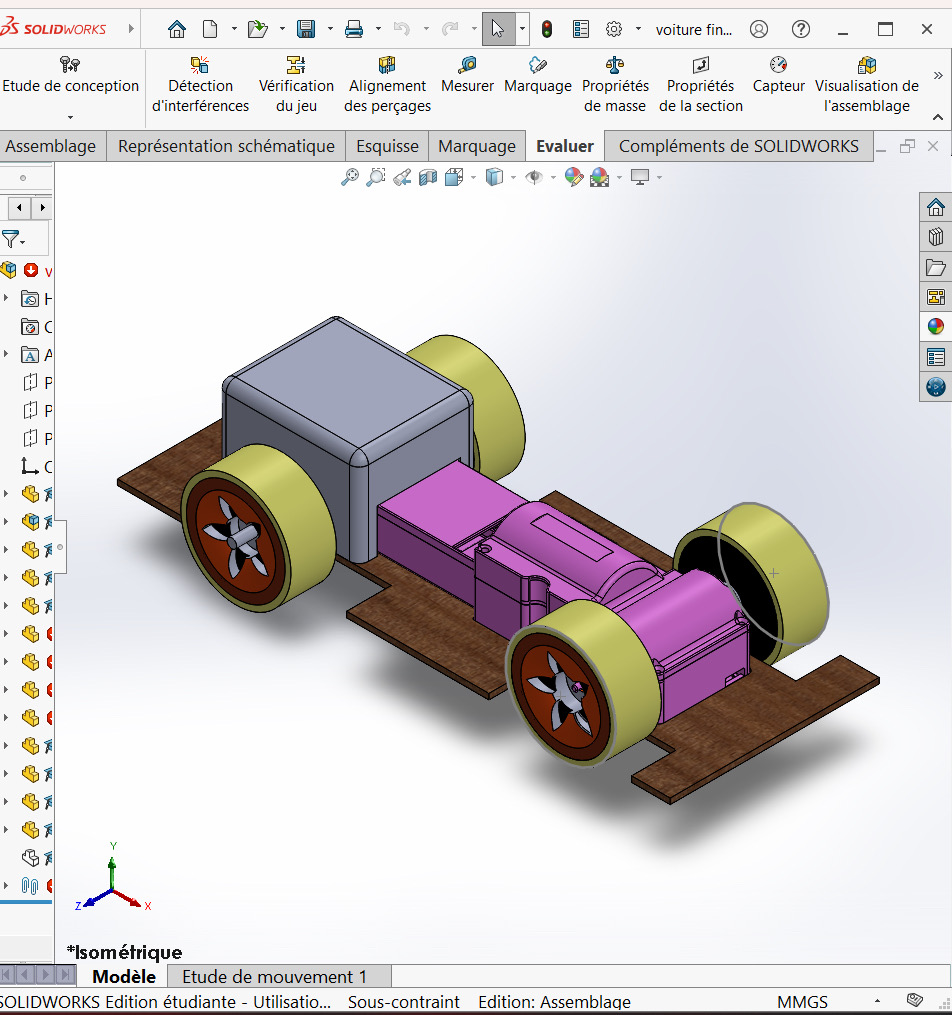 SOLIDWORKS
voiture fin...
Etude de conception
Détection
d'interférences
Vérification
du jeu
Alignement
des perçages
Mesurer
Marquage
Propriétés
de masse
Propriétés
de la section
Capteur
Visualisation de
l'assemblage
Assemblage
Représentation schématique
Esquisse
Marquage
Evaluer
Compléments de SOLIDWORKS
v
H
C
A
P
P
P
C
Y
Z
X
*Isométrique
Modèle
Etude de mouvement 1
SOLIDWORKS Edition étudiante - Utilisatio...
Sous-contraint
Edition: Assemblage
MMGS